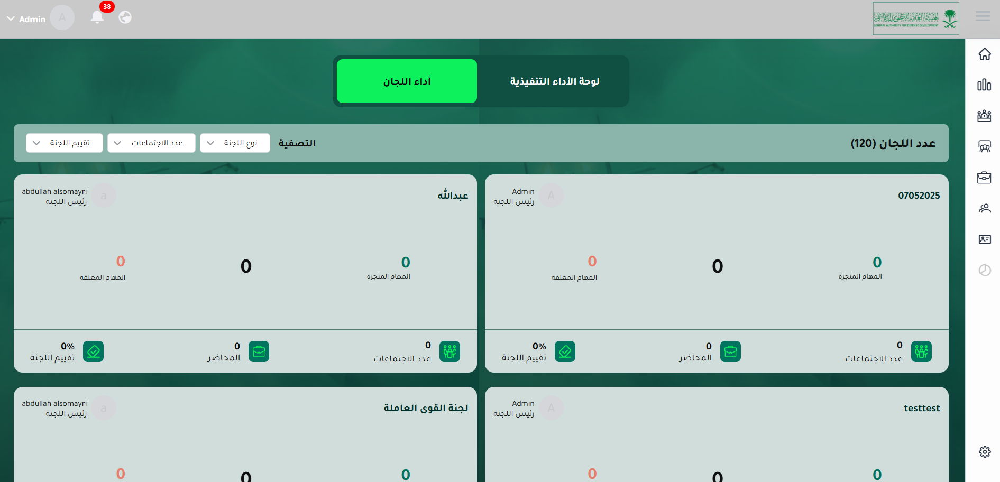 الهيئة العامة للتطوير الدفاعي
GENERAL AUTHORITY FOR DEFENSE DEVELOPMENT
38
A
Admin
لوحة الأداء التنفيذية
أداء اللجان
عدد اللجان (120)
التصفية
نوع اللجنة
عدد الاجتماعات
تقييم اللجنة
07052025
A
Admin
رئيس اللجنة
0
المهام المنجزة
0
0
المهام المعلقة
0
عدد الاجتماعات
0
المحاضر
0%
تقييم اللجنة
عبدالله
a
abdullah alsomayri
رئيس اللجنة
0
المهام المنجزة
0
0
المهام المعلقة
0
عدد الاجتماعات
0
المحاضر
0%
تقييم اللجنة
testtest
A
Admin
رئيس اللجنة
0
0
0
لجنة القوى العاملة
a
abdullah alsomayri
رئيس اللجنة
0
0
0